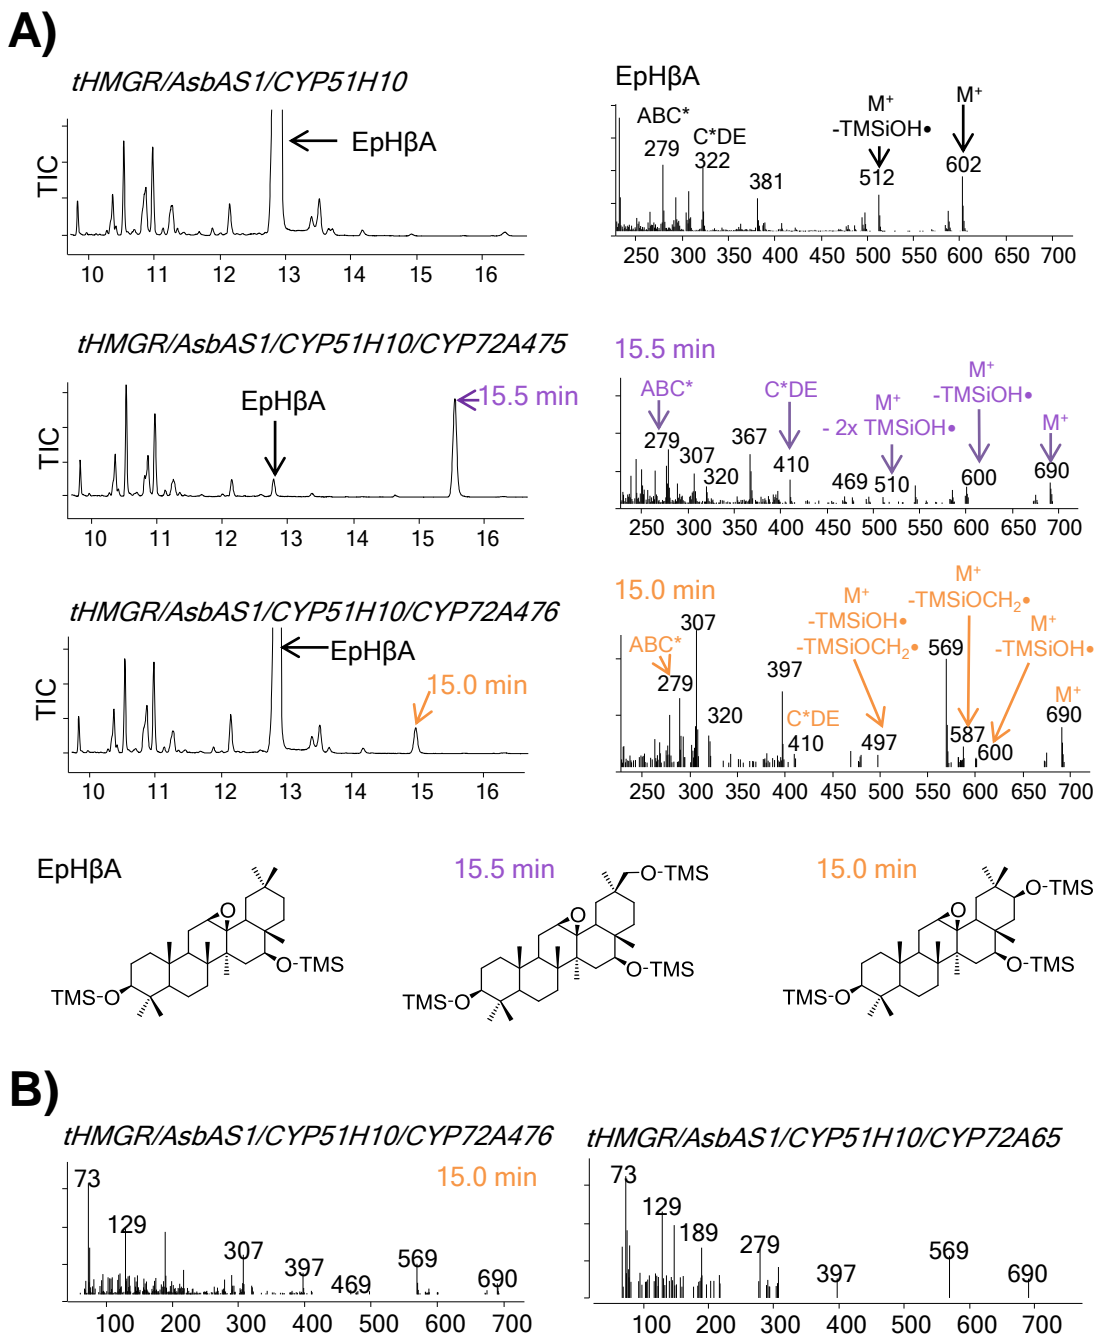 A)
tHMGR/AsbAS1/CYP51H10
TIC
EpHβA
10 11 12 13 14 15 16
EpHβA
ABC*
279
C*DE
322
381
M⁺
-TMSiOH•
512
M⁺
602
250 300 350 400 450 500 550 600 650 700
tHMGR/AsbAS1/CYP51H10/CYP72A475
TIC
EpHβA
15.5 min
10 11 12 13 14 15 16
15.5 min
ABC*
279
307
320
367
C*DE
410
469
M⁺
- 2x TMSiOH•
510
M⁺
-TMSiOH•
600
M⁺
690
250 300 350 400 450 500 550 600 650 700
tHMGR/AsbAS1/CYP51H10/CYP72A476
TIC
EpHβA
15.0 min
10 11 12 13 14 15 16
15.0 min
ABC*
279
307
320
397
C*DE
410
M⁺
-TMSiOH•
-TMSiOCH₂•
497
569
M⁺
-TMSiOCH₂•
587
M⁺
-TMSiOH•
600
M⁺
690
250 300 350 400 450 500 550 600 650 700
EpHβA
O
O-TMS
TMS-O
15.5 min
O-TMS
O
O-TMS
TMS-O
15.0 min
O-TMS
O
O-TMS
TMS-O
B)
tHMGR/AsbAS1/CYP51H10/CYP72A476
15.0 min
73
129
307
397
469
569
690
100 200 300 400 500 600 700
tHMGR/AsbAS1/CYP51H10/CYP72A65
73
129
189
279
397
569
690
100 200 300 400 500 600 700